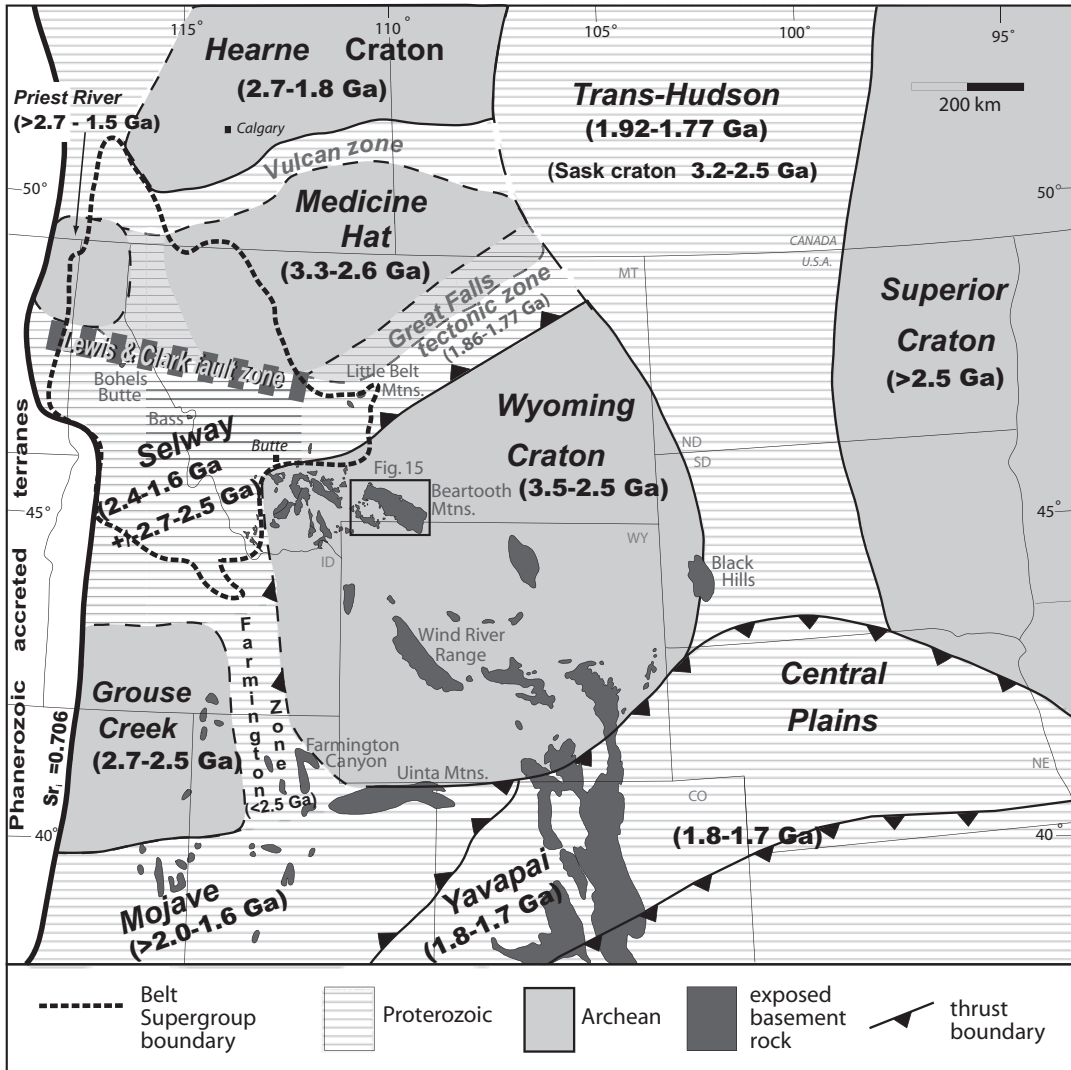 115°
110°
105°
100°
95°
Hearne Craton
(2.7-1.8 Ga)
Calgary
Priest River
(>2.7 - 1.5 Ga)
Trans-Hudson
(1.92-1.77 Ga)
(Sask craton 3.2-2.5 Ga)
200 km
Vulcan zone
50°
50°
Medicine
Hat
(3.3-2.6 Ga)
CANADA
U.S.A.
MT
Great Falls
tectonic zone
(1.86-1.77 Ga)
Superior
Craton
(>2.5 Ga)
Lewis & Clark fault zone
Bohels
Butte
Little Belt
Mtns.
Bass
Selway
(2.4-1.6 Ga
+/-2.7-2.5 Ga)
Butte
Wyoming
Craton
(3.5-2.5 Ga)
ND
SD
Fig. 15
Beartooth
Mtns.
45°
45°
WY
ID
Black
Hills
Phanerozoic accreted terranes
Sri =0.706
Farmington
Zone
(<2.5 Ga)
Wind River
Range
Grouse
Creek
(2.7-2.5 Ga)
Farmington
Canyon
Uinta Mtns.
Central
Plains
NE
CO
(1.8-1.7 Ga)
40°
40°
Mojave
(>2.0-1.6 Ga)
Yavapai
(1.8-1.7 Ga)
Belt
Supergroup
boundary
Proterozoic
Archean
exposed
basement
rock
thrust
boundary